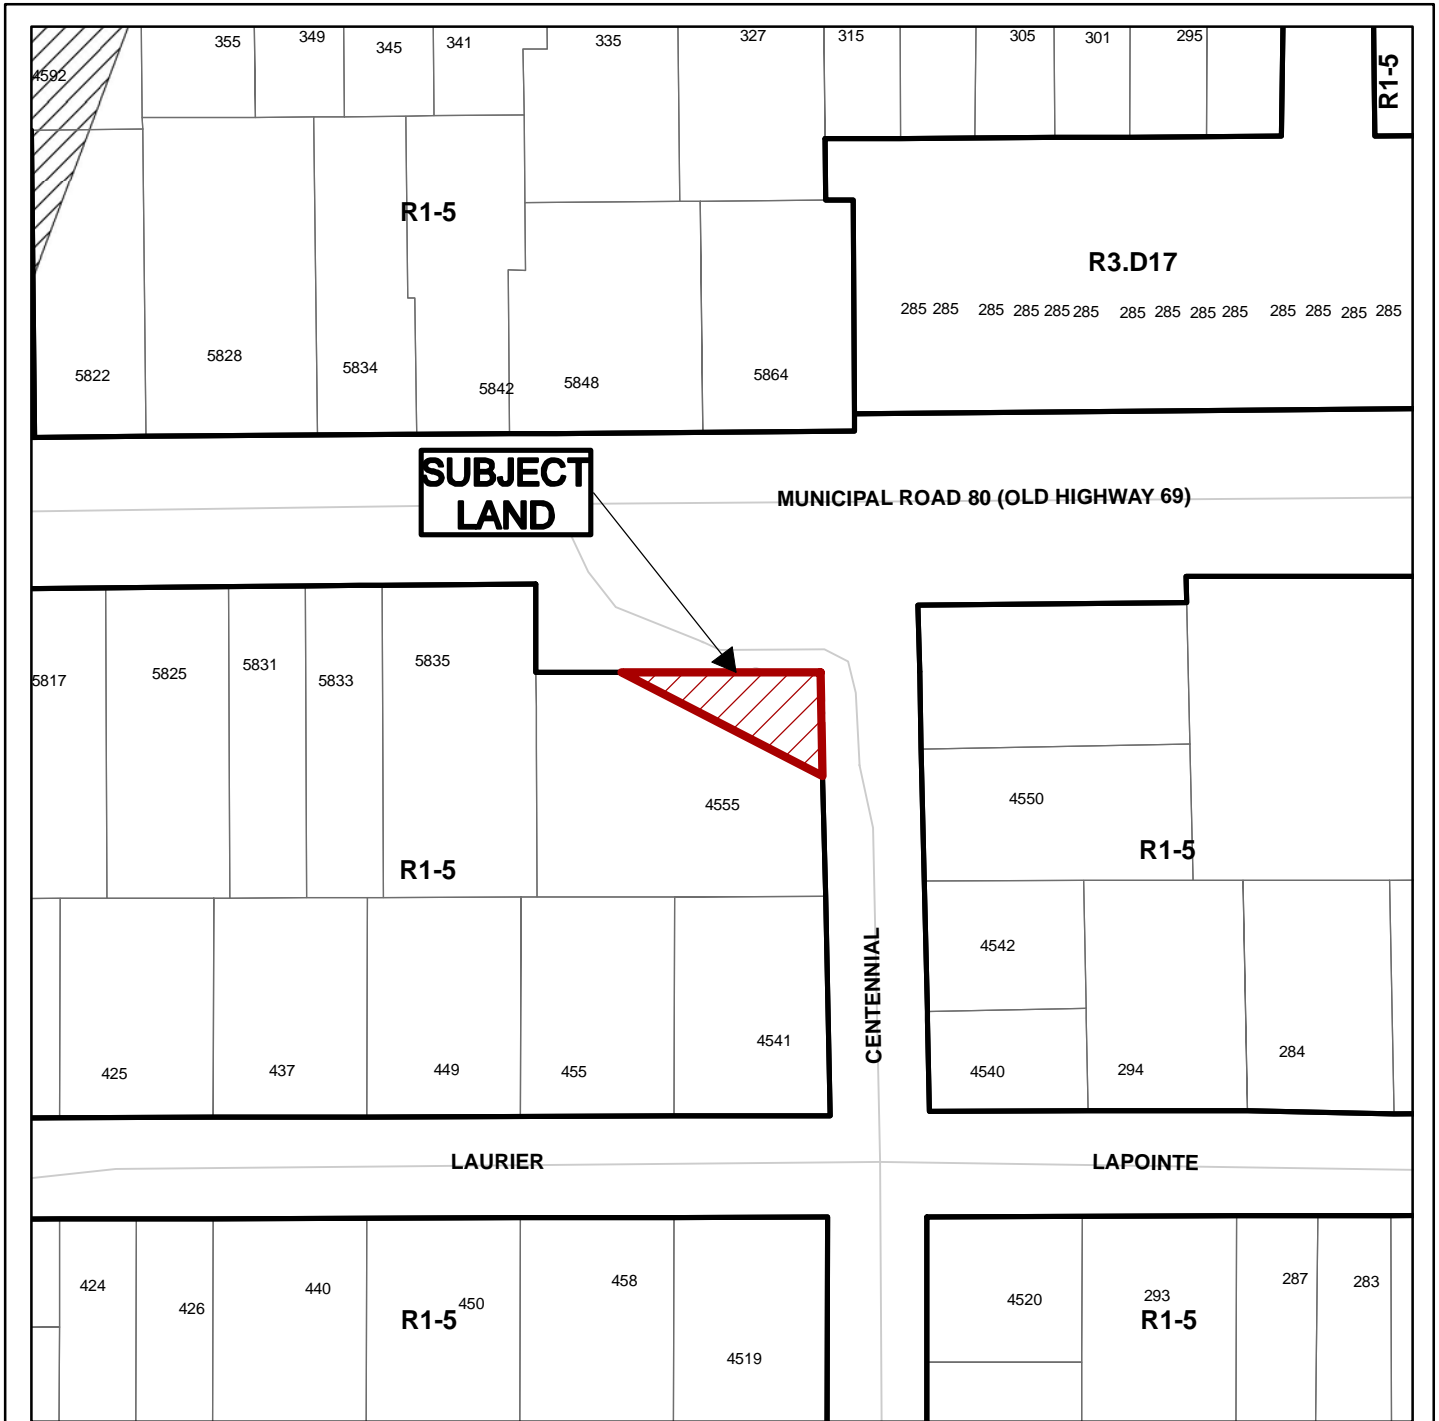 355 349 345 341 335 327 315 305 301 295
4592
R1-5
R1-5
R3.D17
285 285 285 285 285 285 285 285 285 285 285 285 285 285
5822 5828 5834 5842 5848 5864
SUBJECT
LAND
MUNICIPAL ROAD 80 (OLD HIGHWAY 69)
5817 5825 5831 5833 5835
4555
4550
R1-5
R1-5
4542
CENTENNIAL
425 437 449 455 4541
4540 294 284
LAURIER
LAPOINTE
424 426 440 450 458
R1-5
4519
4520 293 287 283
R1-5